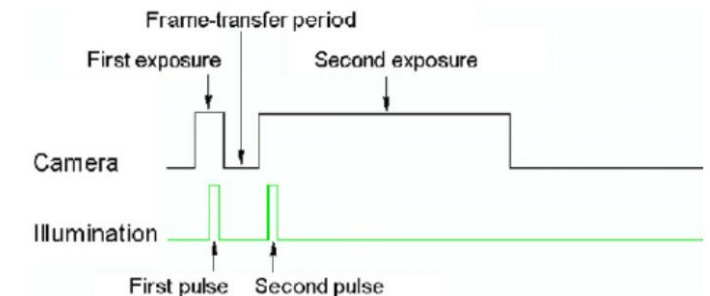 Frame-transfer period
First exposure
Second exposure
Camera
Illumination
First pulse
Second pulse